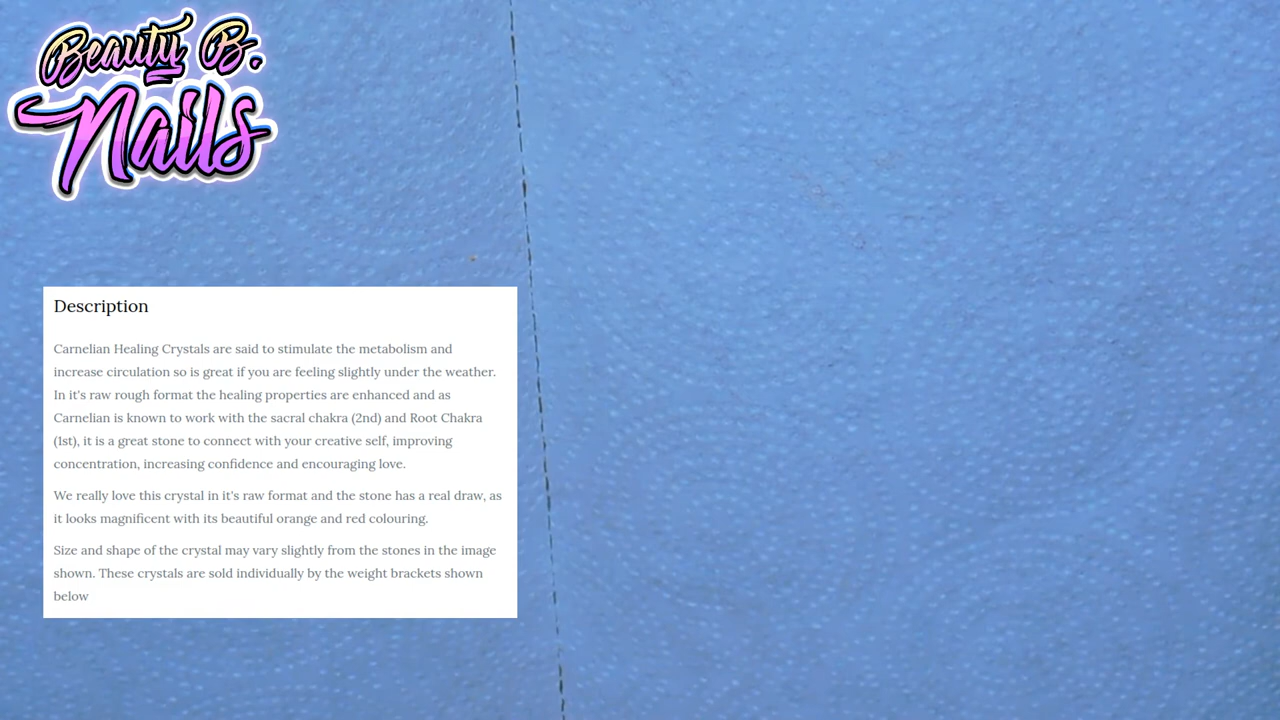 Beauty B.
Nails
Description
Carnelian Healing Crystals are said to stimulate the metabolism and
increase circulation so is great if you are feeling slightly under the weather.
In it's raw rough format the healing properties are enhanced and as
Carnelian is known to work with the sacral chakra (2nd) and Root Chakra
(1st), it is a great stone to connect with your creative self, improving
concentration, increasing confidence and encouraging love.
We really love this crystal in it's raw format and the stone has a real draw, as
it looks magnificent with its beautiful orange and red colouring.
Size and shape of the crystal may vary slightly from the stones in the image
shown. These crystals are sold individually by the weight brackets shown
below